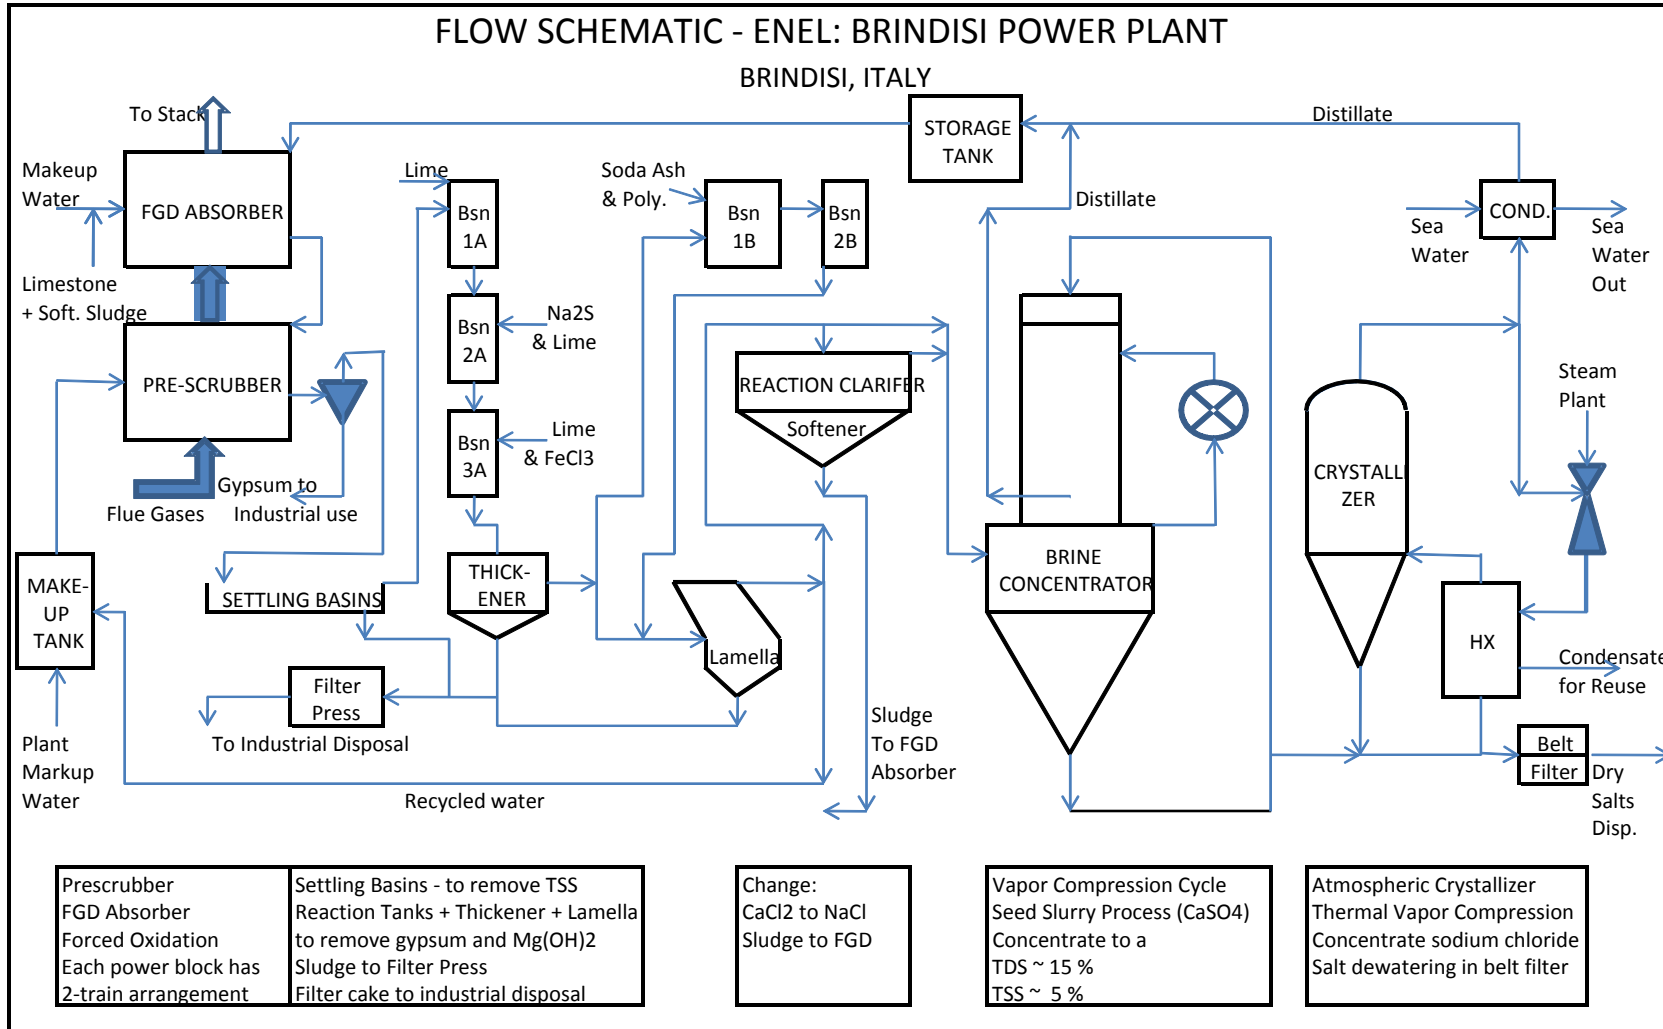 FLOW SCHEMATIC - ENEL: BRINDISI POWER PLANT
BRINDISI, ITALY
To Stack
STORAGE
TANK
Distillate
Makeup
Water
FGD ABSORBER
Limestone
+ Soft. Sludge
Lime
Bsn
1A
Soda Ash
& Poly.
Bsn
1B
Bsn
2B
Distillate
Sea
Water
COND.
Sea
Water
Out
PRE-SCRUBBER
Bsn
2A
Na2S
& Lime
REACTION CLARIFER
Softener
Steam
Plant
Bsn
3A
Lime
& FeCl3
Gypsum to
Industrial use
Flue Gases
CRYSTALLI
ZER
MAKE-
UP
TANK
SETTLING BASINS
THICK-
ENER
BRINE
CONCENTRATOR
Lamella
HX
Condensate
for Reuse
Filter
Press
To Industrial Disposal
Plant
Markup
Water
Recycled water
Sludge
To FGD
Absorber
Belt
Filter
Dry
Salts
Disp.
Prescrubber
FGD Absorber
Forced Oxidation
Each power block has
2-train arrangement
Settling Basins - to remove TSS
Reaction Tanks + Thickener + Lamella
to remove gypsum and Mg(OH)2
Sludge to Filter Press
Filter cake to industrial disposal
Change:
CaCl2 to NaCl
Sludge to FGD
Vapor Compression Cycle
Seed Slurry Process (CaSO4)
Concentrate to a
TDS ~ 15 %
TSS ~ 5 %
Atmospheric Crystallizer
Thermal Vapor Compression
Concentrate sodium chloride
Salt dewatering in belt filter